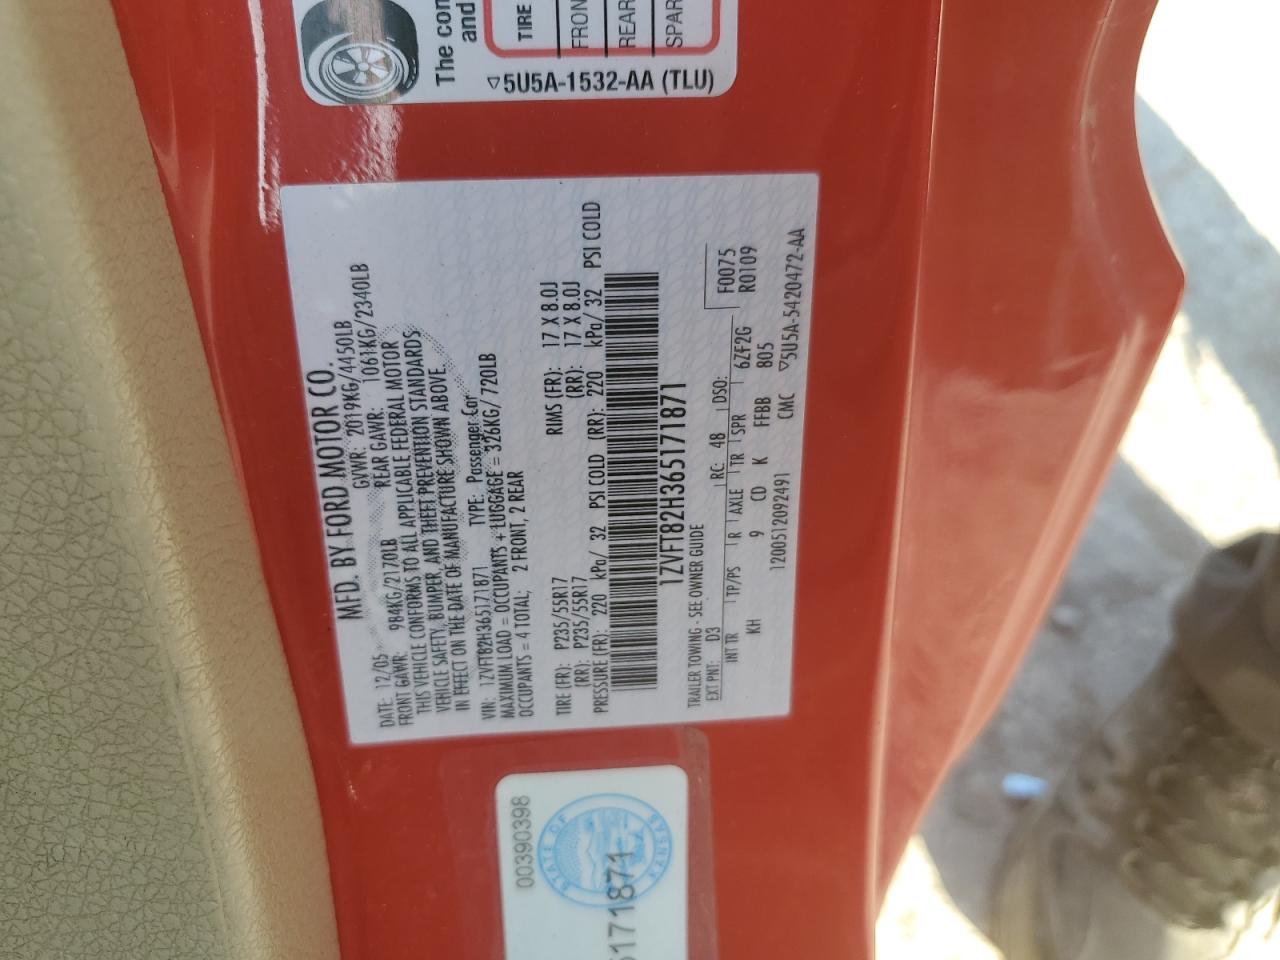 The con
and
TIRE
FRON
REAR
SPAR
▽5U5A-1532-AA (TLU)
MFD. BY FORD MOTOR CO.
DATE: 12/05 GVWR: 2019KG/4450LB
FRONT GAWR: 984KG/2170LB REAR GAWR: 1061KG/2340LB
THIS VEHICLE CONFORMS TO ALL APPLICABLE FEDERAL MOTOR
VEHICLE SAFETY, BUMPER, AND THEFT PREVENTION STANDARDS
IN EFFECT ON THE DATE OF MANUFACTURE SHOWN ABOVE.
VIN: 1ZVFT82H365171871 TYPE: Passenger Car
MAXIMUM LOAD = OCCUPANTS + LUGGAGE = 326KG/ 720LB
OCCUPANTS = 4 TOTAL; 2 FRONT, 2 REAR
TIRE (FR): P235/55R17 RIMS (FR): 17 X 8.0J
(RR): P235/55R17 (RR): 17 X 8.0J
PRESSURE (FR): 220 kPa/ 32 PSI COLD (RR): 220 kPa/ 32 PSI COLD
1ZVFT82H365171871
TRAILER TOWING - SEE OWNER GUIDE F0075
EXT PNT: D3 RC: 48 DSO: R0109
INT TR TP/PS R AXLE TR SPR 6ZF2G
KH 9 CD K FFBB 805
1200512092491 CMC ▽5U5A-5420472-AA
00390398
STATE OF
KANSAS
5171871